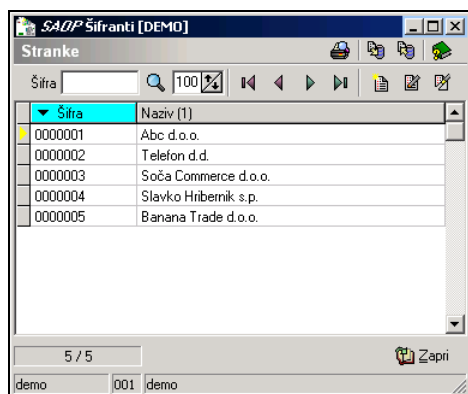 SAOP Šifranti [DEMO]
Stranke
Šifra 100
Šifra Naziv (1)
0000001 Abc d.o.o.
0000002 Telefon d.d.
0000003 Soča Commerce d.o.o.
0000004 Slavko Hribernik s.p.
0000005 Banana Trade d.o.o.
5 / 5 Zapri
demo 001 demo